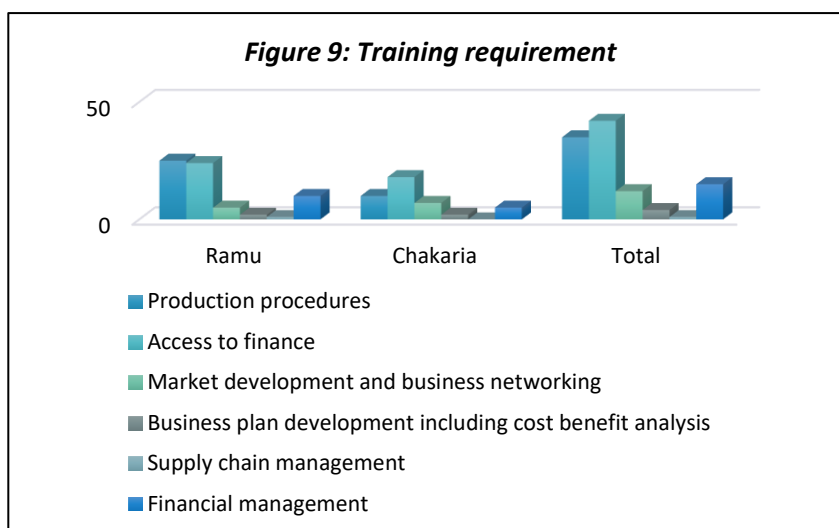 Figure 9: Training requirement
50
0
Ramu
Chakaria
Total
Production procedures
Access to finance
Market development and business networking
Business plan development including cost benefit analysis
Supply chain management
Financial management